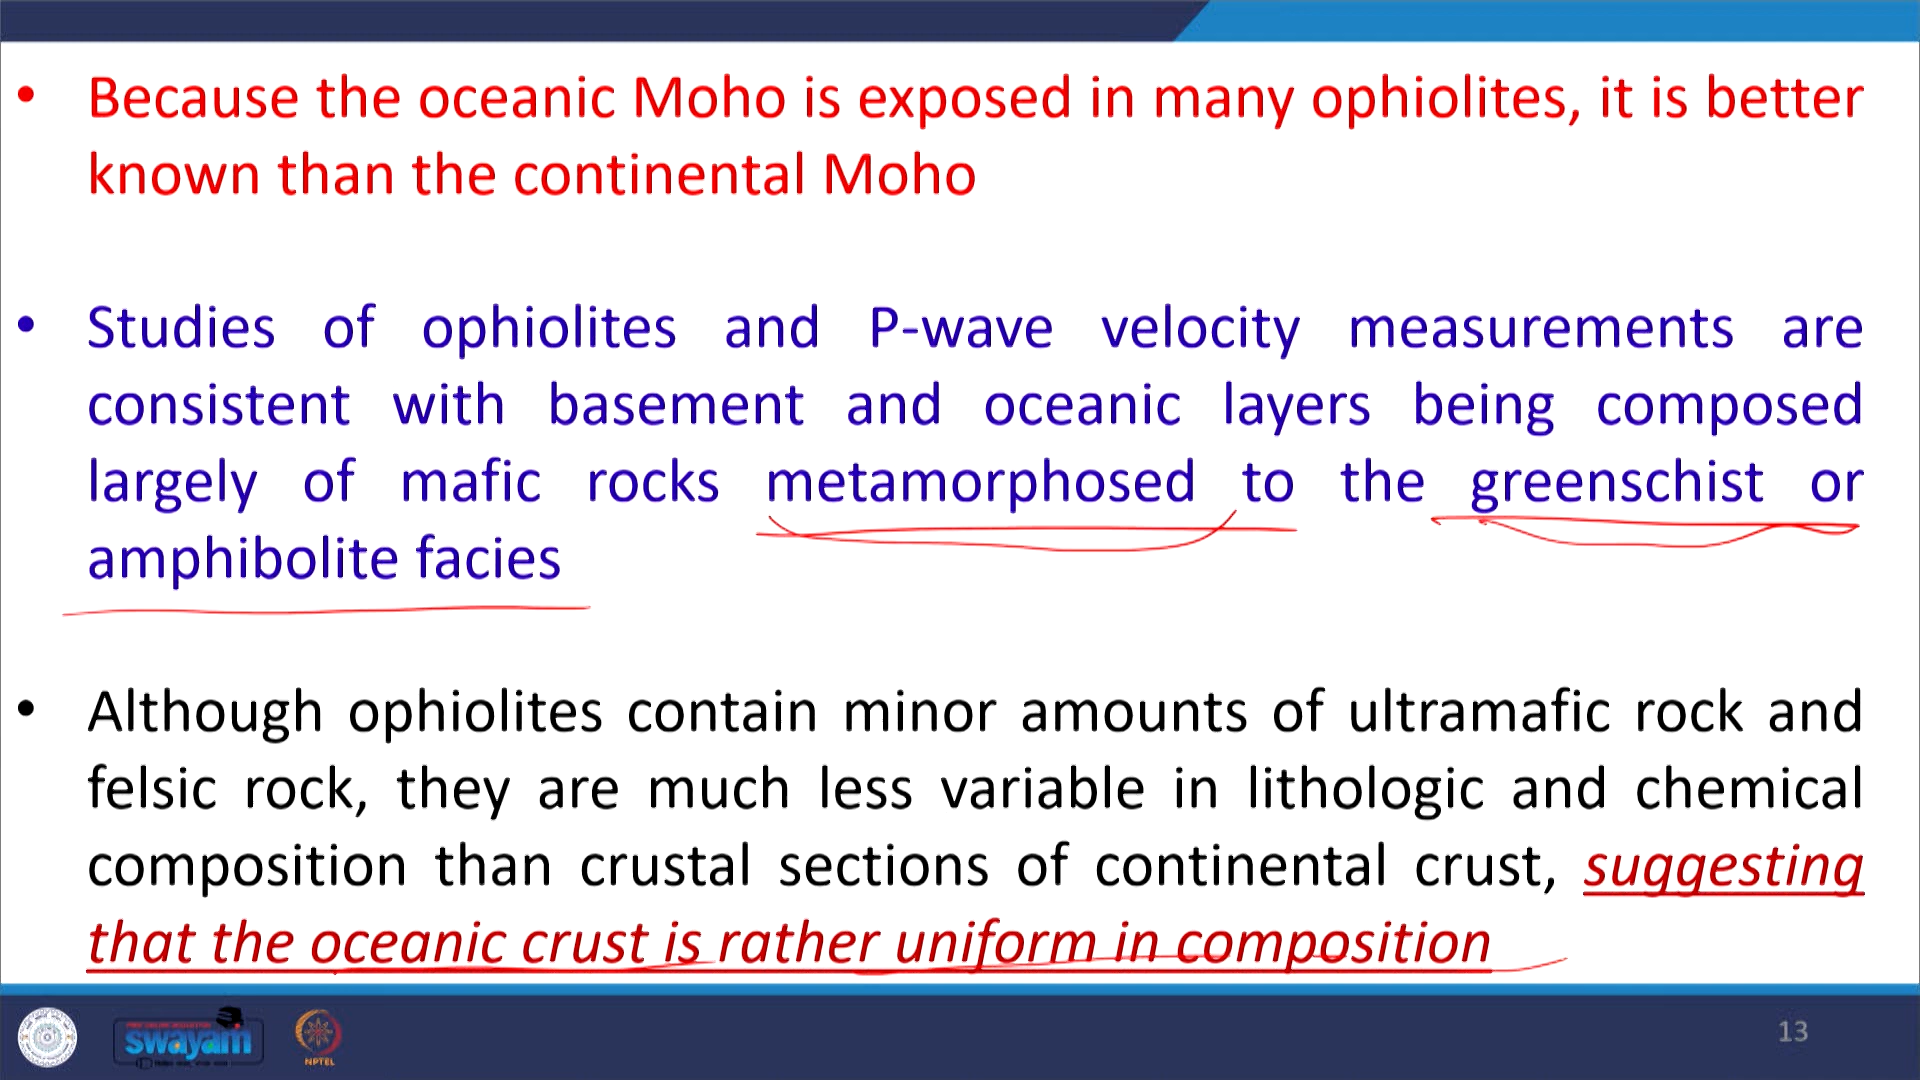 • Because the oceanic Moho is exposed in many ophiolites, it is better
known than the continental Moho
• Studies of ophiolites and P-wave velocity measurements are
consistent with basement and oceanic layers being composed
largely of mafic rocks metamorphosed to the greenschist or
amphibolite facies
• Although ophiolites contain minor amounts of ultramafic rock and
felsic rock, they are much less variable in lithologic and chemical
composition than crustal sections of continental crust, suggesting
that the oceanic crust is rather uniform in composition
swayam
NPTEL
13